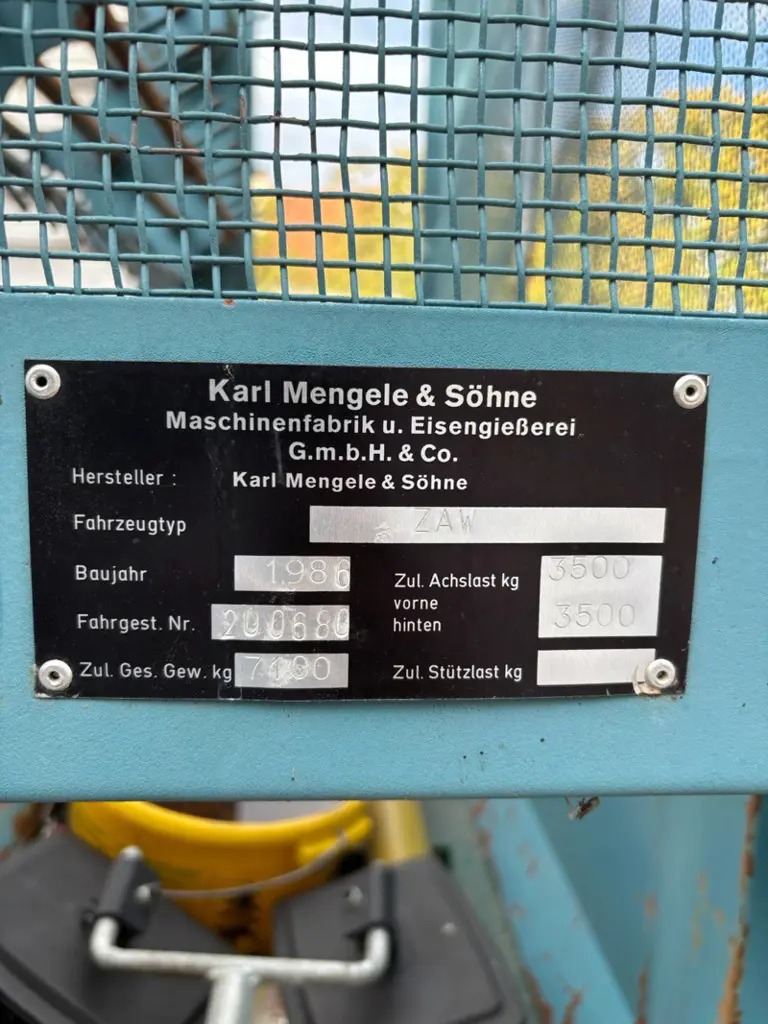 Karl Mengele & Söhne
Maschinenfabrik u. Eisengießerei
G.m.b.H. & Co.
Hersteller : Karl Mengele & Söhne
Fahrzeugtyp ZAW
Baujahr 1986 Zul. Achslast kg 3500
vorne
Fahrgest. Nr. 200680 hinten 3500
Zul. Ges. Gew. kg 7100 Zul. Stützlast kg